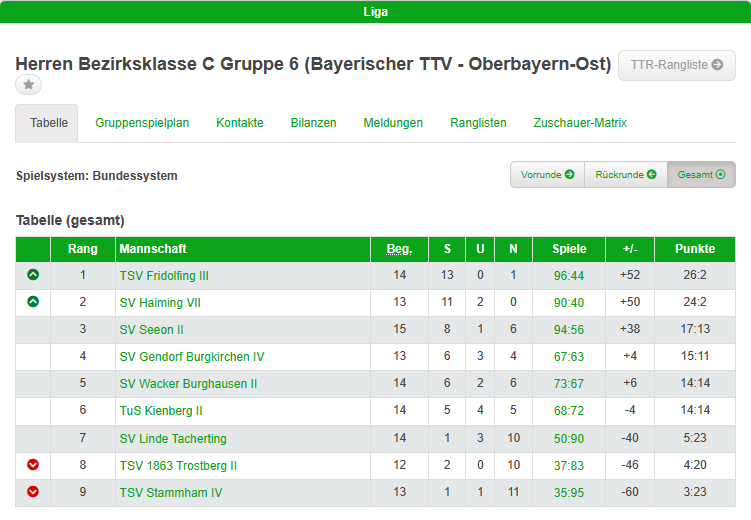 Liga
Herren Bezirksklasse C Gruppe 6 (Bayerischer TTV - Oberbayern-Ost) TTR-Rangliste
Tabelle Gruppenspielplan Kontakte Bilanzen Meldungen Ranglisten Zuschauer-Matrix
Spielsystem: Bundessystem Vorrunde Rückrunde Gesamt
Tabelle (gesamt)
Rang Mannschaft Beg. S U N Spiele +/- Punkte
1 TSV Fridolfing III 14 13 0 1 96:44 +52 26:2
2 SV Haiming VII 13 11 2 0 90:40 +50 24:2
3 SV Seeon II 15 8 1 6 94:56 +38 17:13
4 SV Gendorf Burgkirchen IV 13 6 3 4 67:63 +4 15:11
5 SV Wacker Burghausen II 14 6 2 6 73:67 +6 14:14
6 TuS Kienberg II 14 5 4 5 68:72 -4 14:14
7 SV Linde Tacherting 14 1 3 10 50:90 -40 5:23
8 TSV 1863 Trostberg II 12 2 0 10 37:83 -46 4:20
9 TSV Stammham IV 13 1 1 11 35:95 -60 3:23